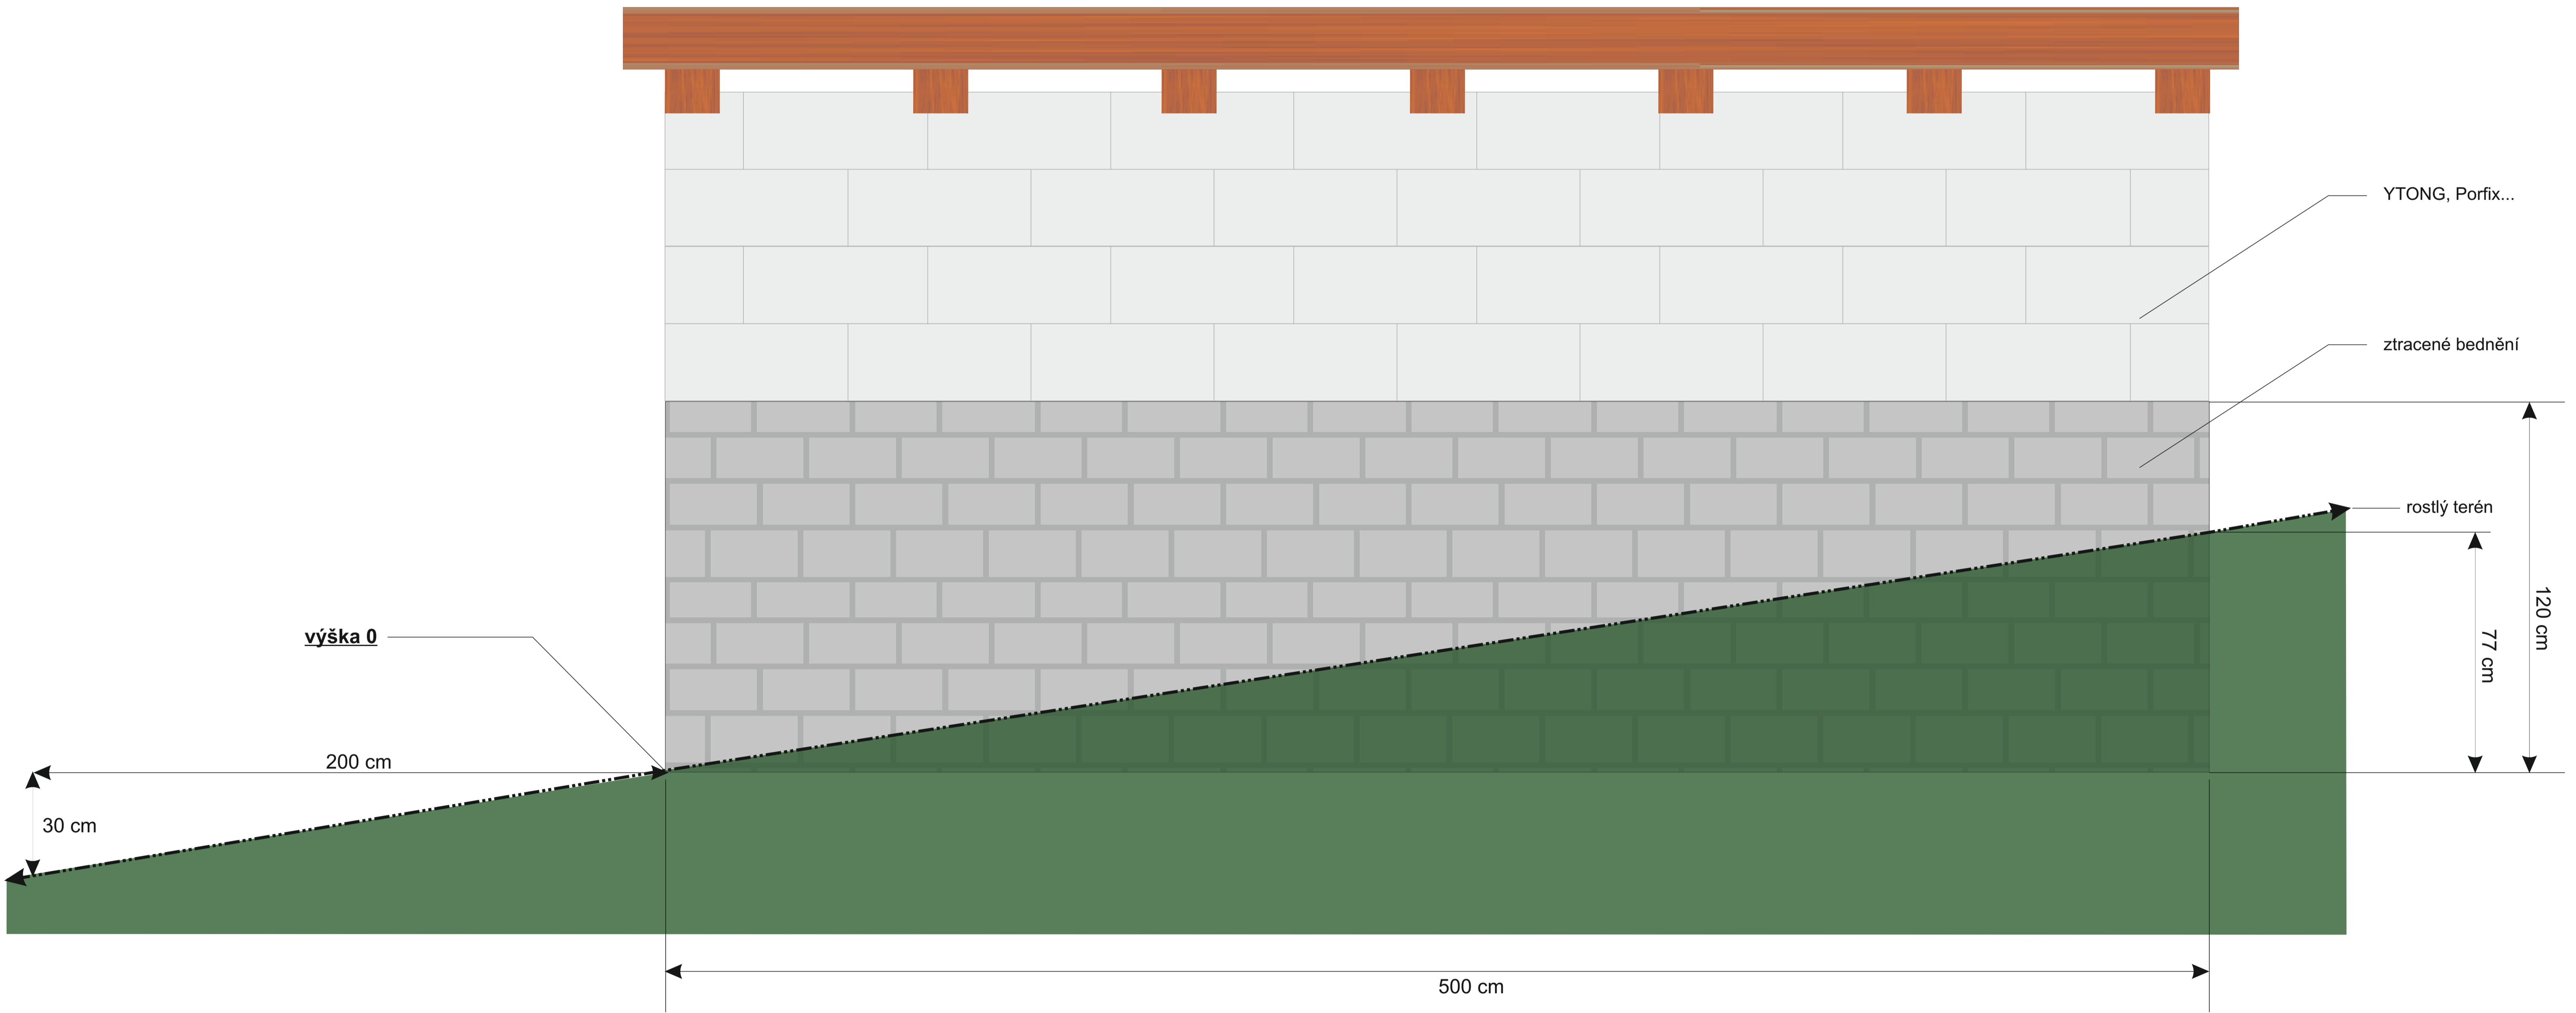 YTONG, Porfix...
ztracené bednění
rostlý terén
120 cm
77 cm
výška 0
200 cm
30 cm
500 cm